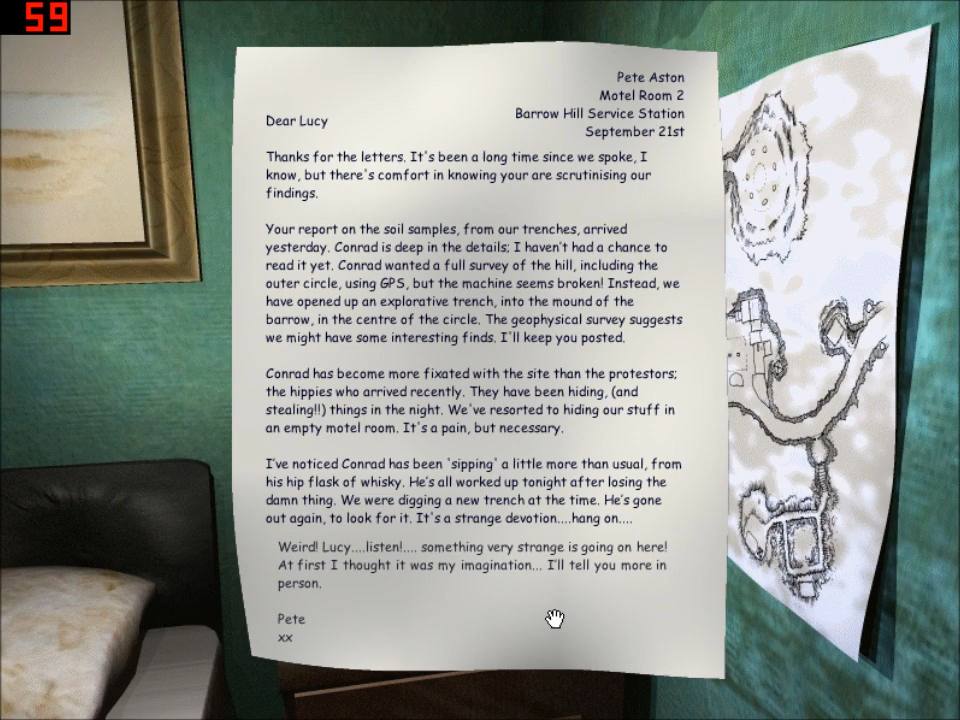 59
Pete Aston
Motel Room 2
Barrow Hill Service Station
September 21st
Dear Lucy
Thanks for the letters. It's been a long time since we spoke, I
know, but there's comfort in knowing your are scrutinising our
findings.
Your report on the soil samples, from our trenches, arrived
yesterday. Conrad is deep in the details; I haven't had a chance to
read it yet. Conrad wanted a full survey of the hill, including the
outer circle, using GPS, but the machine seems broken! Instead, we
have opened up an explorative trench, into the mound of the
barrow, in the centre of the circle. The geophysical survey suggests
we might have some interesting finds. I'll keep you posted.
Conrad has become more fixated with the site than the protestors;
the hippies who arrived recently. They have been hiding, (and
stealing!!) things in the night. We've resorted to hiding our stuff in
an empty motel room. It's a pain, but necessary.
I've noticed Conrad has been 'sipping' a little more than usual, from
his hip flask of whisky. He's all worked up tonight after losing the
damn thing. We were digging a new trench at the time. He's gone
out again, to look for it. It's a strange devotion....hang on....
Weird! Lucy....listen!.... something very strange is going on here!
At first I thought it was my imagination... I'll tell you more in
person.
Pete
xx